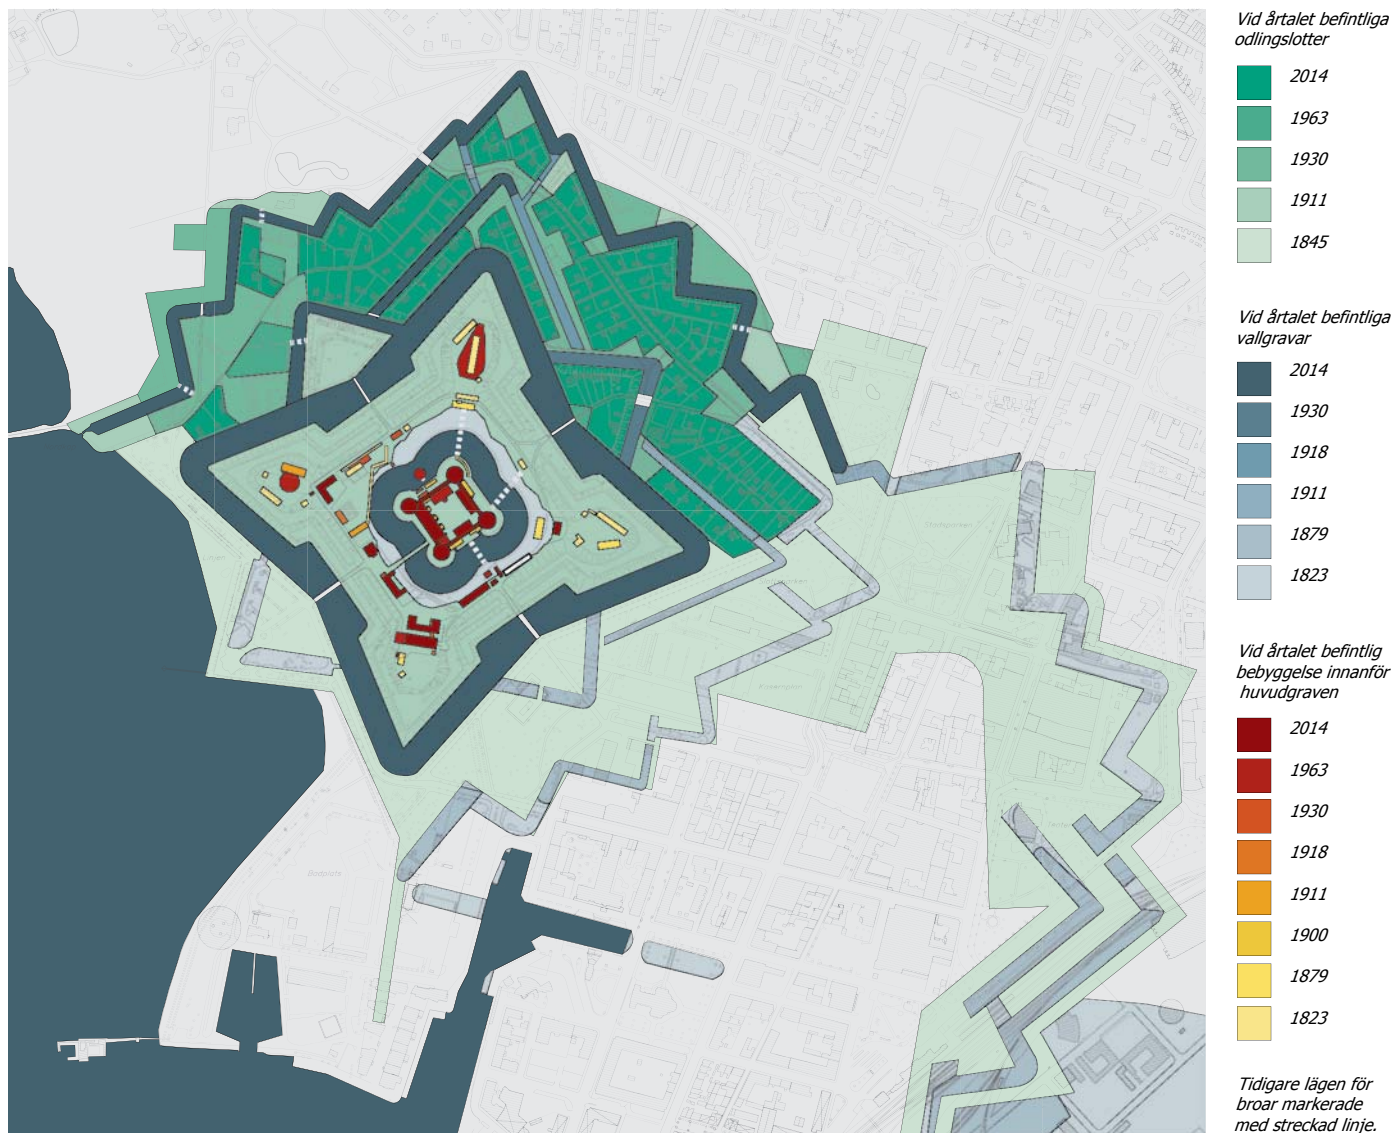 Vid årtalet befintliga
odlingslotter
2014
1963
1930
1911
1845
Vid årtalet befintliga
vallgravar
2014
1930
1918
1911
1879
1823
Vid årtalet befintlig
bebyggelse innanför
huvudgraven
2014
1963
1930
1918
1911
1900
1879
1823
Tidigare lägen för
broar markerade
med streckad linje.
Stadsparken
Badplats